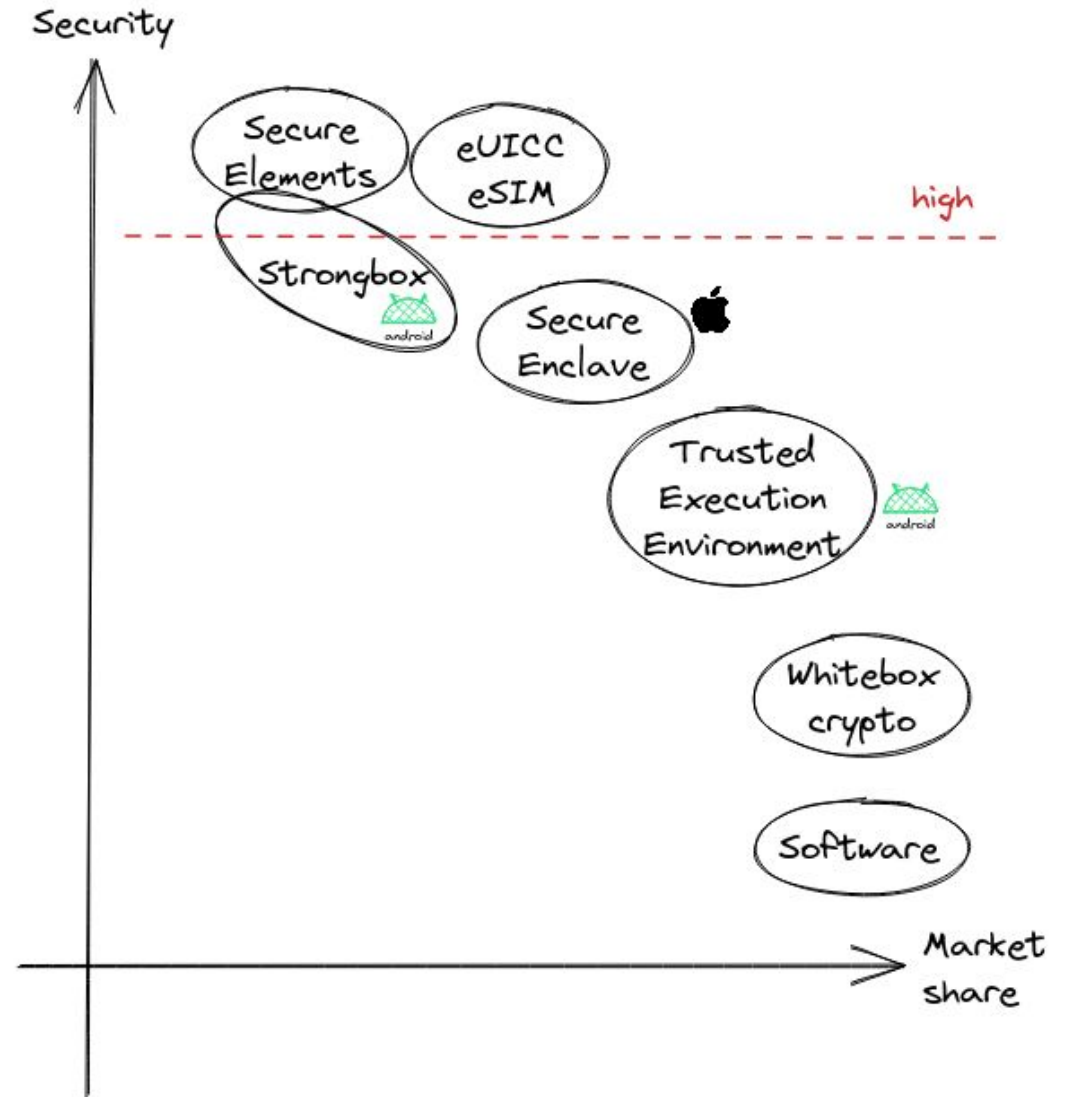 Security
Secure
Elements
eUICC
eSIM
high
Strongbox
android
Secure
Enclave
Trusted
Execution
Environment
android
Whitebox
crypto
Software
Market
share